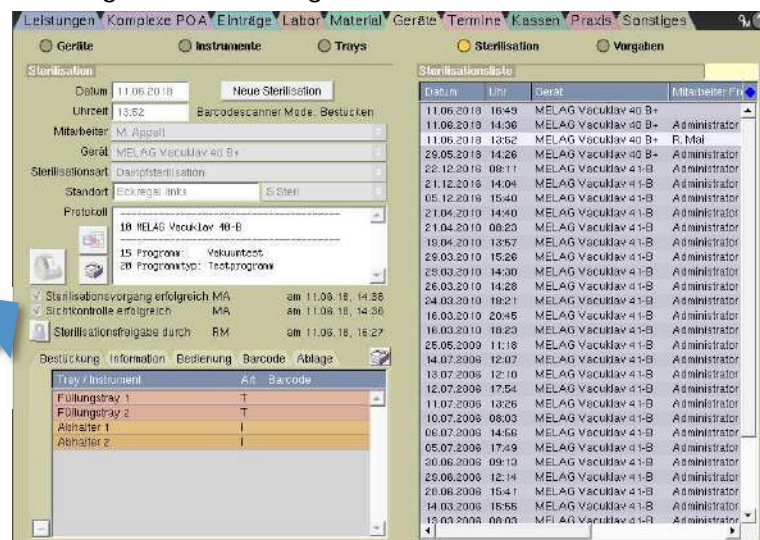 Leistungen Komplexe POA Einträge Labor Material Geräte Termine Kassen Praxis Sonstiges
Geräte Instrumente Trays Sterilisation Vorgaben
Sterilisation
Datum 11.06.2018 Neue Sterilisation
Uhrzeit 13:52 Barcodescanner Mode: Bestücken
Mitarbeiter M. Appelt
Gerät MELAG Vacuklav 40 B+
Sterilisationsart Dampfsterilisation
Standort Eckregal links S Steri
Protokoll
10 MELAG Vacuklav 40-B
15 Programm: Vakuumtest
20 Programmtyp: Testprogramm
Sterilisationsvorgang erfolgreich MA am 11.06.18, 14:36
Sichtkontrolle erfolgreich MA am 11.06.18, 14:36
Sterilisationsfreigabe durch RM am 11.06.18, 16:27
Bestückung Information Bedienung Barcode Ablage
Tray / Instrument Art Barcode
Füllungstray 1 T
Füllungstray 2 T
Abhalter 1 I
Abhalter 2 I
Sterilisationsliste
Datum Uhr Gerät Mitarbeiter Fr
11.06.2018 16:49 MELAG Vacuklav 40 B+
11.06.2018 14:36 MELAG Vacuklav 40 B+ Administrator
11.06.2018 13:52 MELAG Vacuklav 40 B+ R. Mai
29.05.2018 14:26 MELAG Vacuklav 40 B+ Administrator
22.12.2016 08:11 MELAG Vacuklav 41-B Administrator
21.12.2016 14:04 MELAG Vacuklav 41-B Administrator
05.12.2016 15:40 MELAG Vacuklav 41-B Administrator
21.04.2010 14:40 MELAG Vacuklav 41-B Administrator
21.04.2010 08:23 MELAG Vacuklav 41-B Administrator
19.04.2010 13:57 MELAG Vacuklav 41-B Administrator
29.03.2010 15:26 MELAG Vacuklav 41-B Administrator
29.03.2010 14:30 MELAG Vacuklav 41-B Administrator
26.03.2010 14:28 MELAG Vacuklav 41-B Administrator
24.03.2010 18:21 MELAG Vacuklav 41-B Administrator
16.03.2010 20:45 MELAG Vacuklav 41-B Administrator
16.03.2010 18:23 MELAG Vacuklav 41-B Administrator
25.05.2009 11:18 MELAG Vacuklav 41-B Administrator
14.07.2006 12:07 MELAG Vacuklav 41-B Administrator
13.07.2006 12:10 MELAG Vacuklav 41-B Administrator
12.07.2006 17:54 MELAG Vacuklav 41-B Administrator
11.07.2006 13:26 MELAG Vacuklav 41-B Administrator
10.07.2006 08:03 MELAG Vacuklav 41-B Administrator
06.07.2006 14:56 MELAG Vacuklav 41-B Administrator
05.07.2006 17:49 MELAG Vacuklav 41-B Administrator
30.06.2006 09:13 MELAG Vacuklav 41-B Administrator
29.06.2006 12:14 MELAG Vacuklav 41-B Administrator
28.06.2006 15:41 MELAG Vacuklav 41-B Administrator
14.03.2006 15:55 MELAG Vacuklav 41-B Administrator
13.03.2006 08:03 MELAG Vacuklav 41-B Administrator